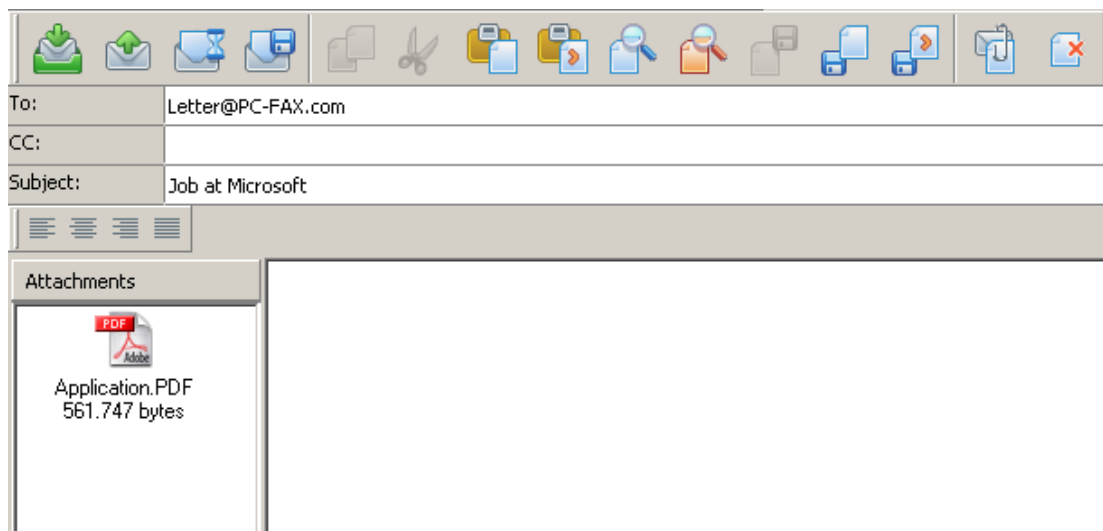 To: Letter@PC-FAX.com
CC:
Subject: Job at Microsoft
Attachments
PDF
Adobe
Application.PDF
561.747 bytes